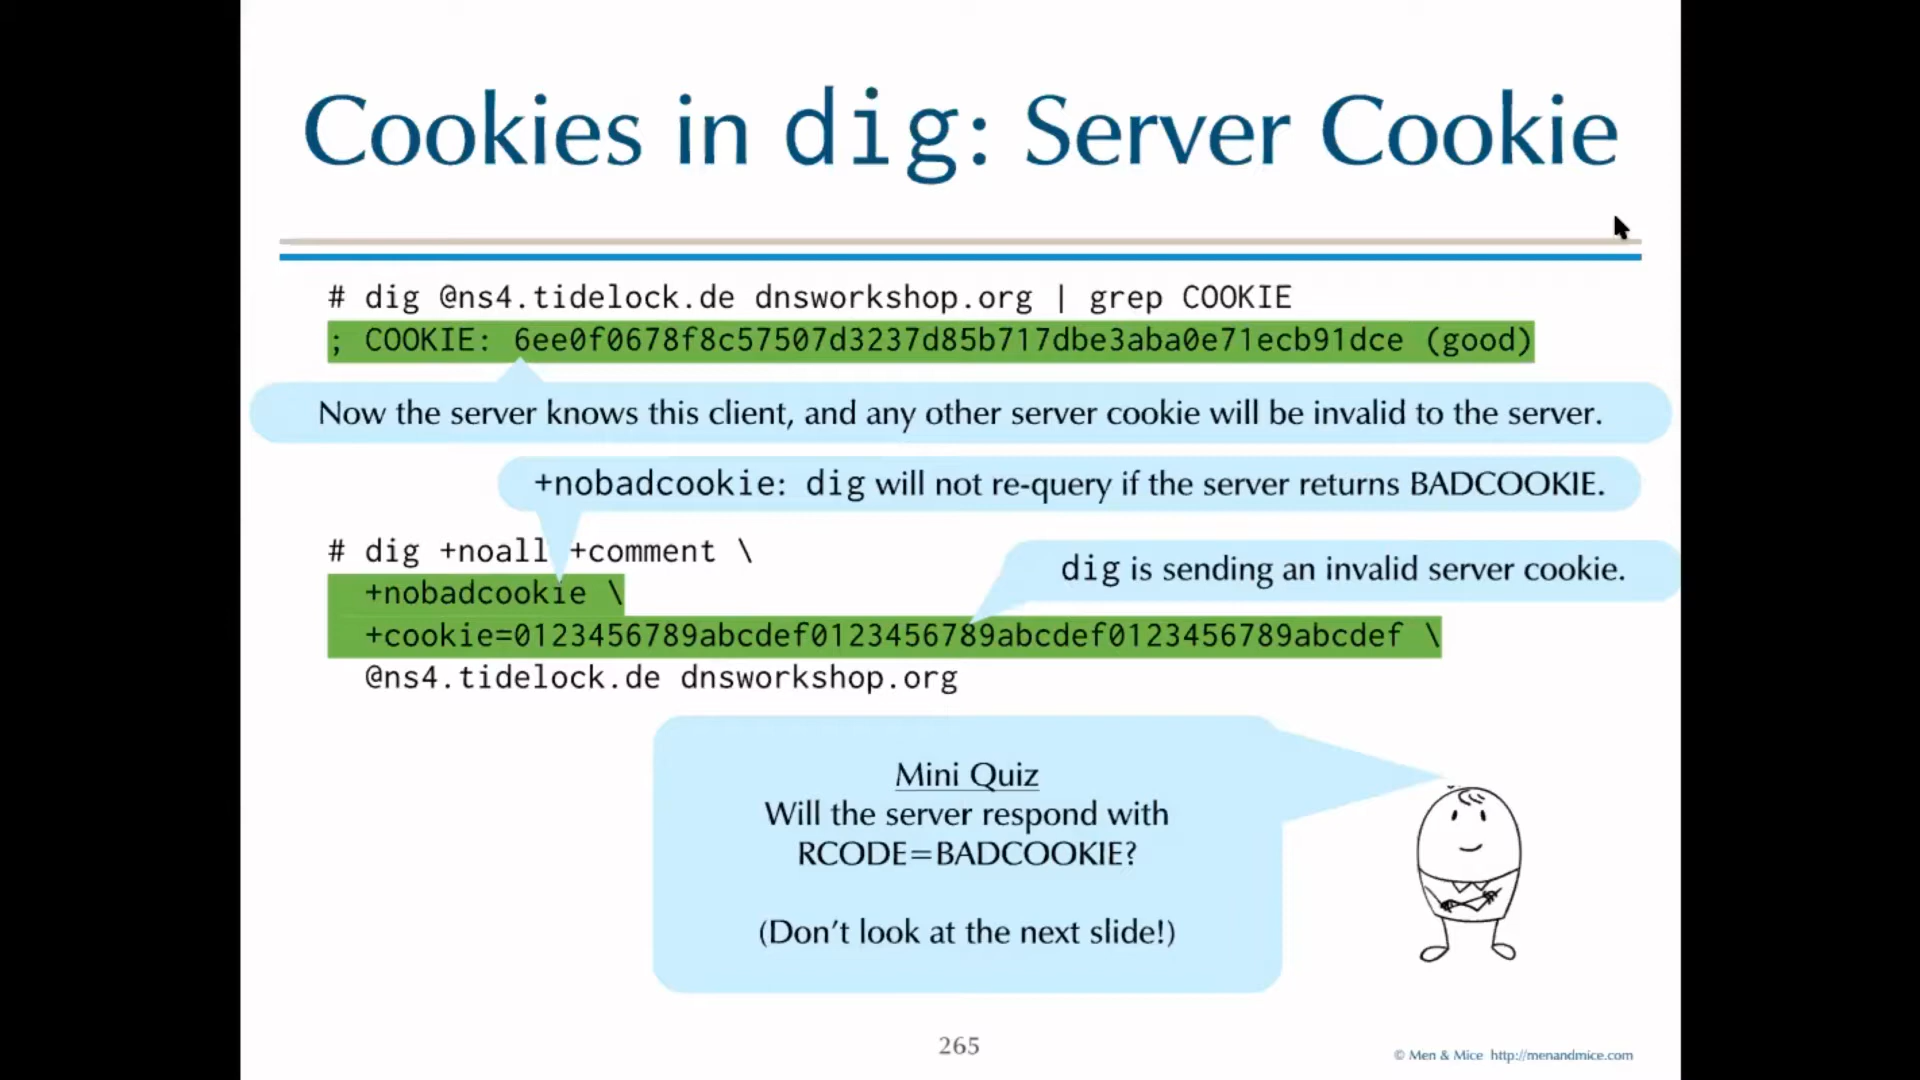 Cookies in dig: Server Cookie
# dig @ns4.tidelock.de dnsworkshop.org | grep COOKIE
; COOKIE: 6ee0f0678f8c57507d3237d85b717dbe3aba0e71ecb91dce (good)
Now the server knows this client, and any other server cookie will be invalid to the server.
+nobadcookie: dig will not re-query if the server returns BADCOOKIE.
# dig +noall +comment \
dig is sending an invalid server cookie.
+nobadcookie \
+cookie=0123456789abcdef0123456789abcdef0123456789abcdef \
@ns4.tidelock.de dnsworkshop.org
Mini Quiz
Will the server respond with
RCODE=BADCOOKIE?
(Don't look at the next slide!)
265
© Men & Mice http://menandmice.com